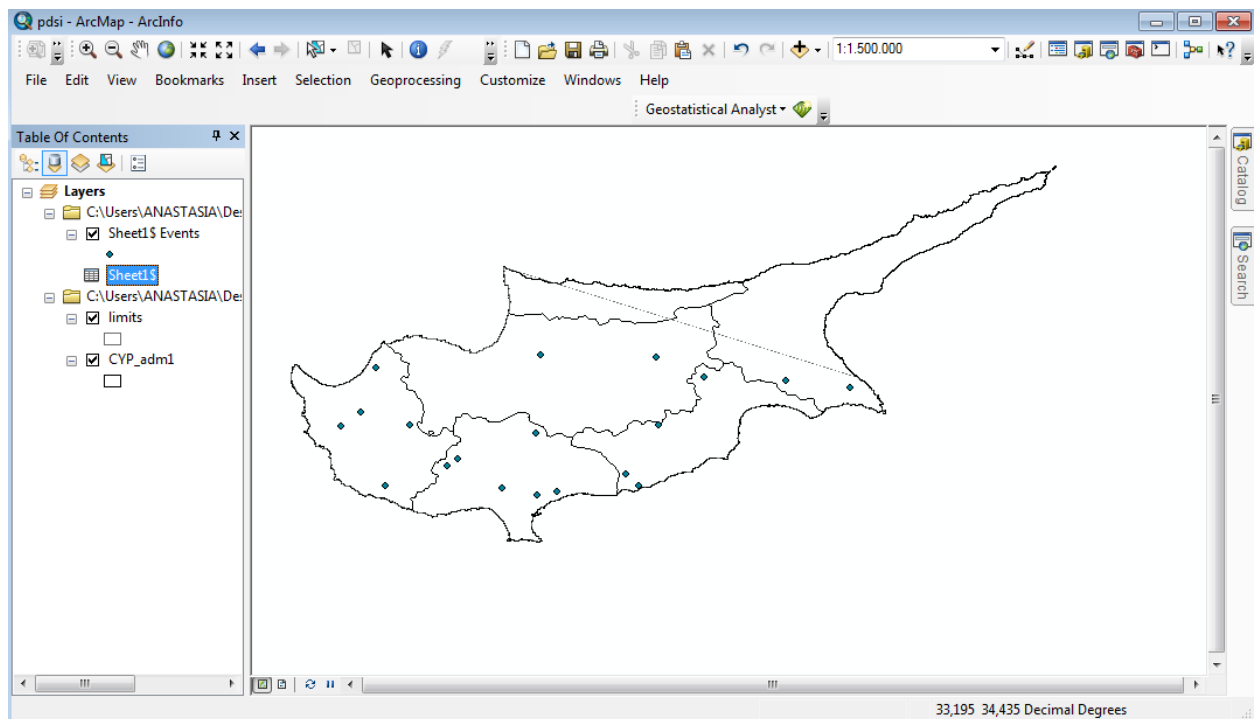 pdsi - ArcMap - ArcInfo
1:1.500.000
File Edit View Bookmarks Insert Selection Geoprocessing Customize Windows Help
Geostatistical Analyst
Table Of Contents
Layers
C:\Users\ANASTASIA\De
Sheet1$ Events
Sheet1$
C:\Users\ANASTASIA\De
limits
CYP_adm1
Catalog
Search
33,195 34,435 Decimal Degrees